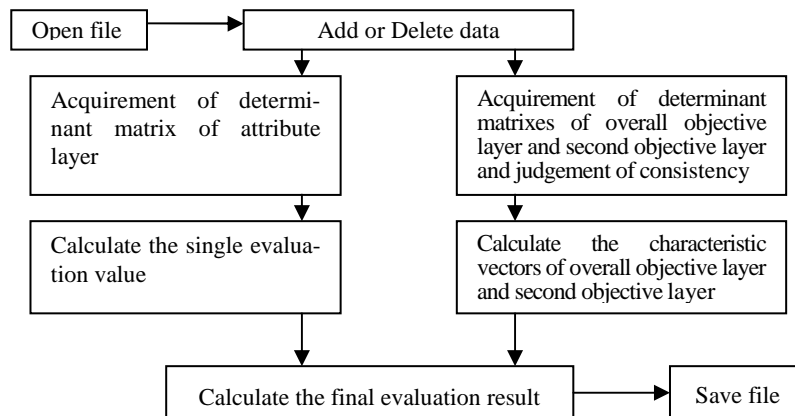 Open file
Add or Delete data
Acquirement of determi-
nant matrix of attribute
layer
Acquirement of determinant
matrixes of overall objective
layer and second objective layer
and judgement of consistency
Calculate the single evalua-
tion value
Calculate the characteristic
vectors of overall objective layer
and second objective layer
Calculate the final evaluation result
Save file